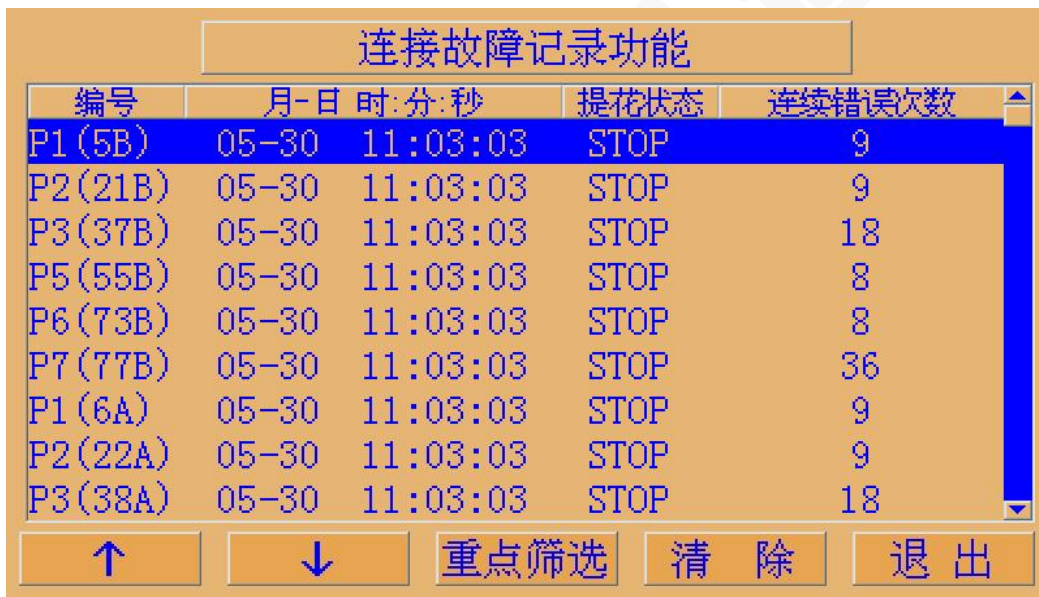 连接故障记录功能
编号 月-日 时:分:秒 提花状态 连续错误次数
P1(5B) 05-30 11:03:03 STOP 9
P2(21B) 05-30 11:03:03 STOP 9
P3(37B) 05-30 11:03:03 STOP 18
P5(55B) 05-30 11:03:03 STOP 8
P6(73B) 05-30 11:03:03 STOP 8
P7(77B) 05-30 11:03:03 STOP 36
P1(6A) 05-30 11:03:03 STOP 9
P2(22A) 05-30 11:03:03 STOP 9
P3(38A) 05-30 11:03:03 STOP 18
↑ ↓ 重点筛选 清 除 退 出